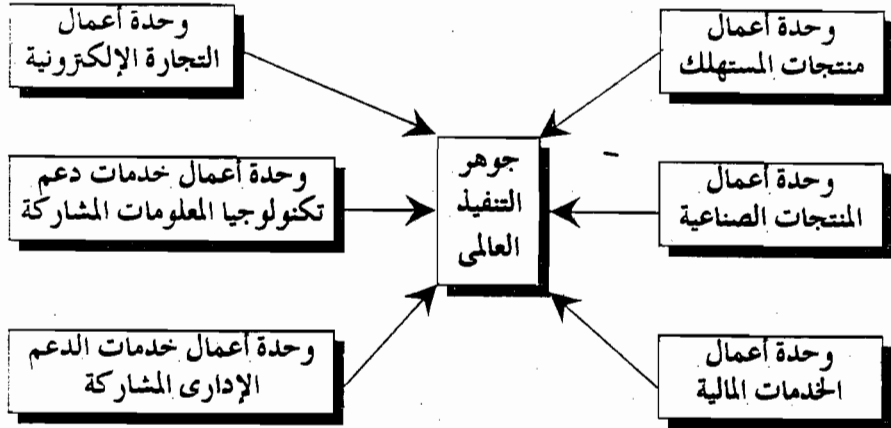 وحدة أعمال
منتجات المستهلك
وحدة أعمال
التجارة الإلكترونية
جوهر
التنفيذ
العالمى
وحدة أعمال
المنتجات الصناعية
وحدة أعمال خدمات دعم
تكنولوجيا المعلومات المشاركة
وحدة أعمال
الخدمات المالية
وحدة أعمال خدمات الدعم
الإدارى المشاركة